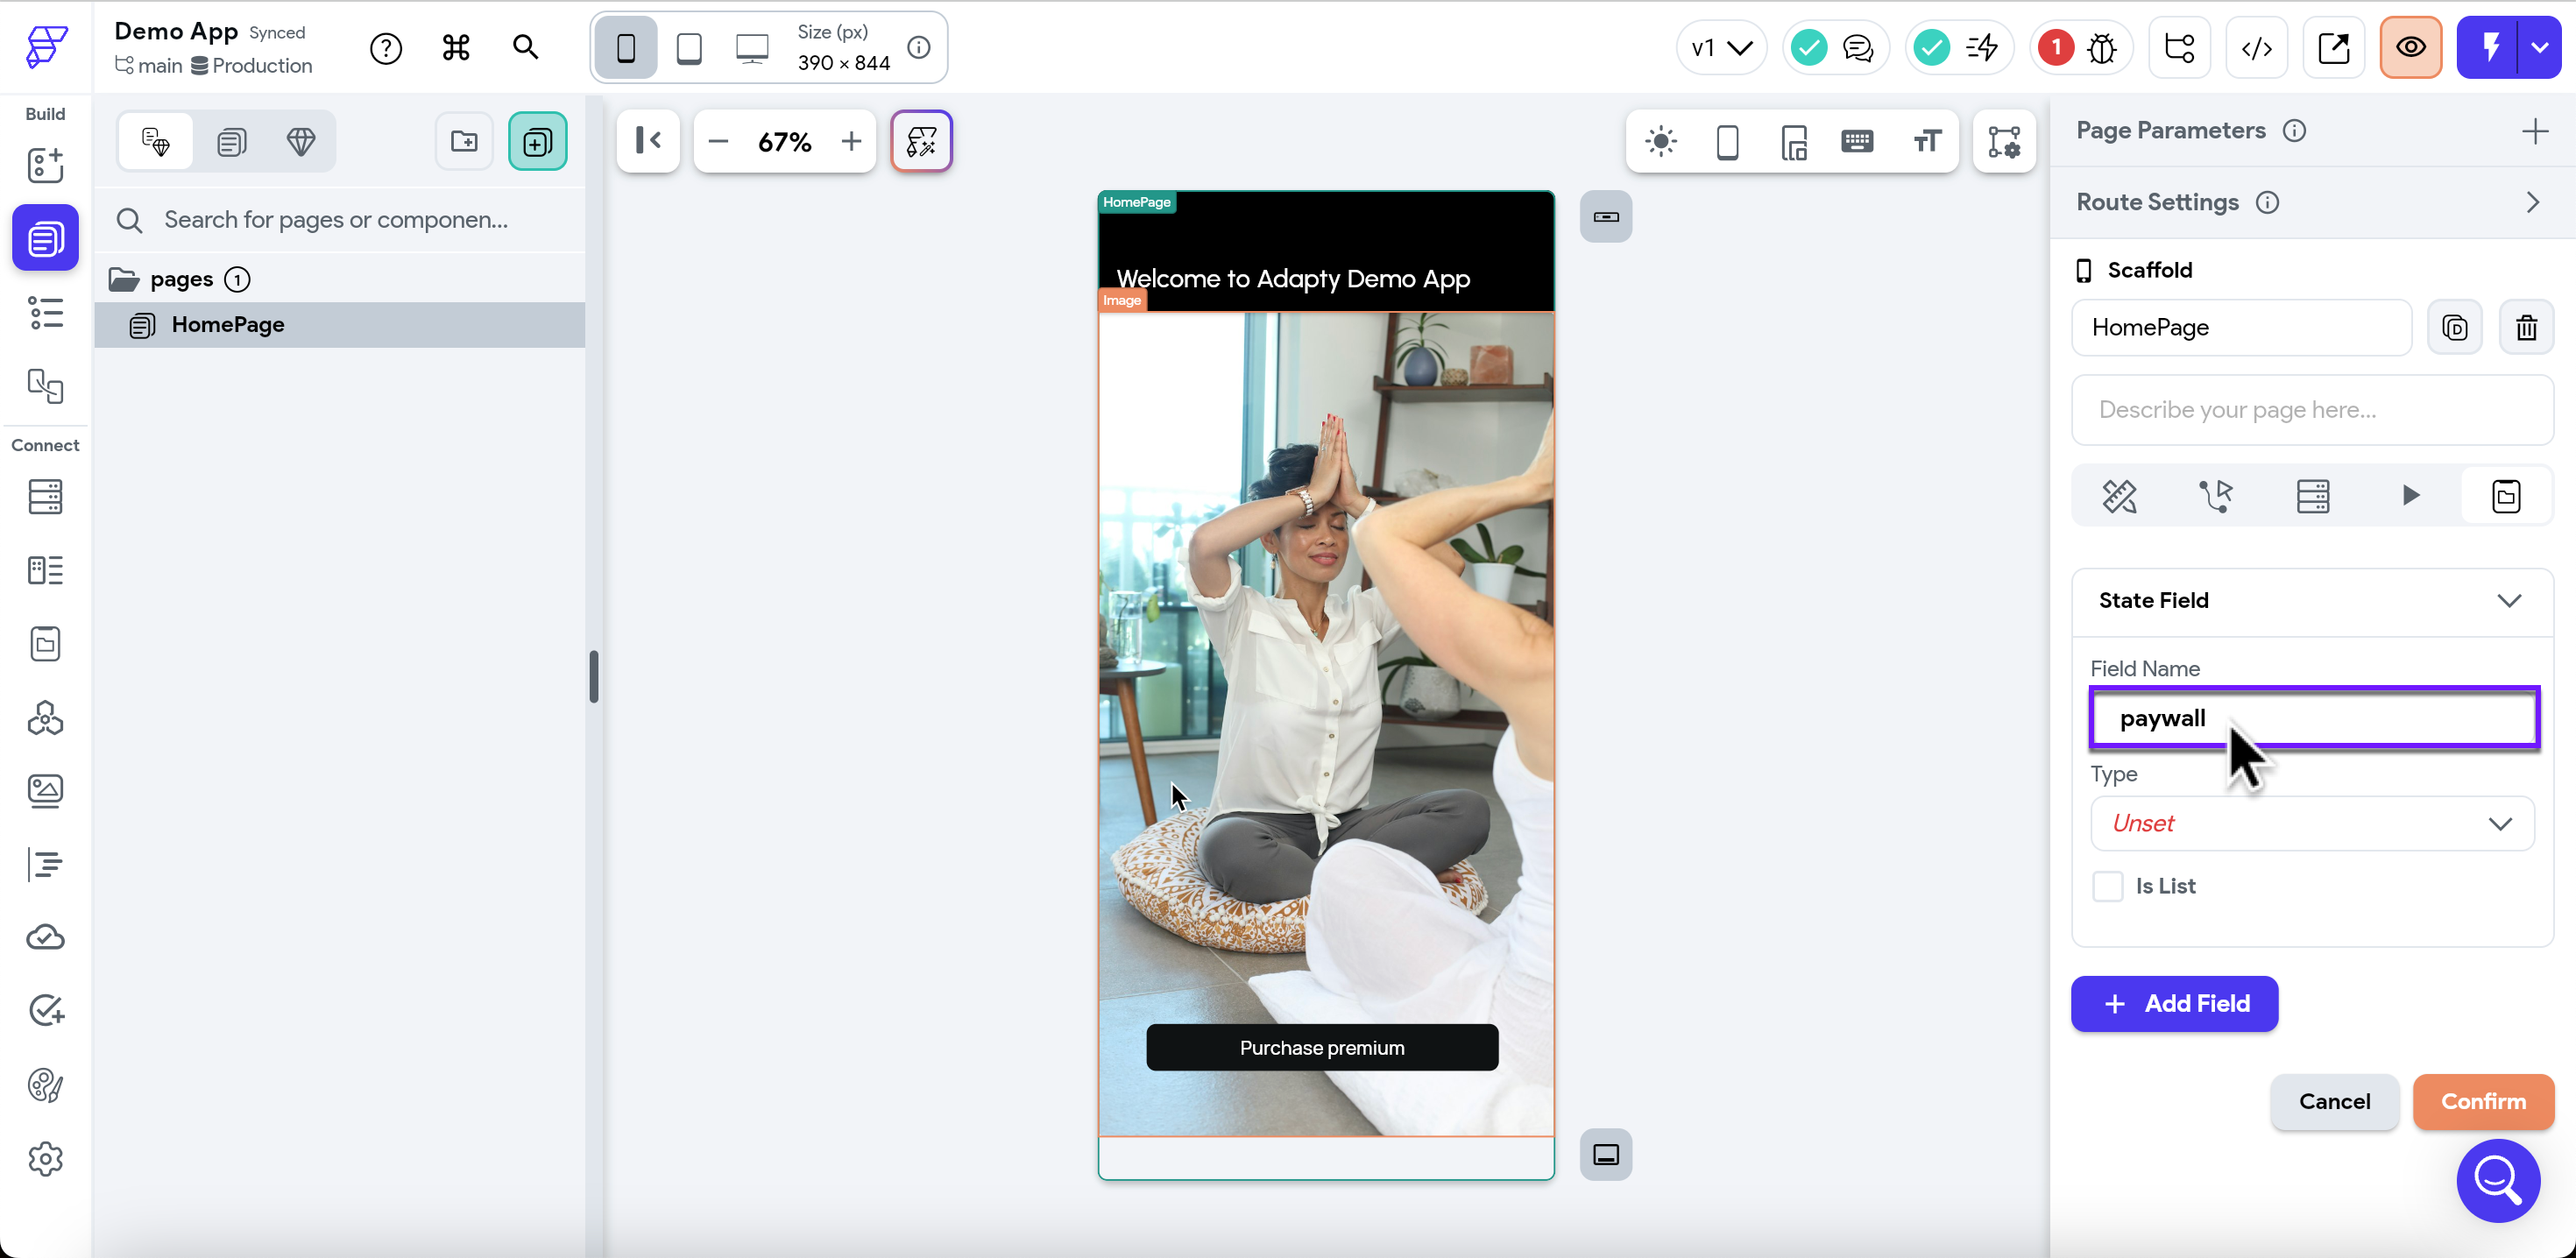 Demo App Synced
main Production
Size (px)
390 × 844
v1
1
Build
Connect
Search for pages or componen...
pages 1
HomePage
67%
HomePage
Welcome to Adapty Demo App
Image
Purchase premium
Page Parameters
Route Settings
Scaffold
HomePage
Describe your page here...
State Field
Field Name
paywall
Type
Unset
Is List
+ Add Field
Cancel
Confirm